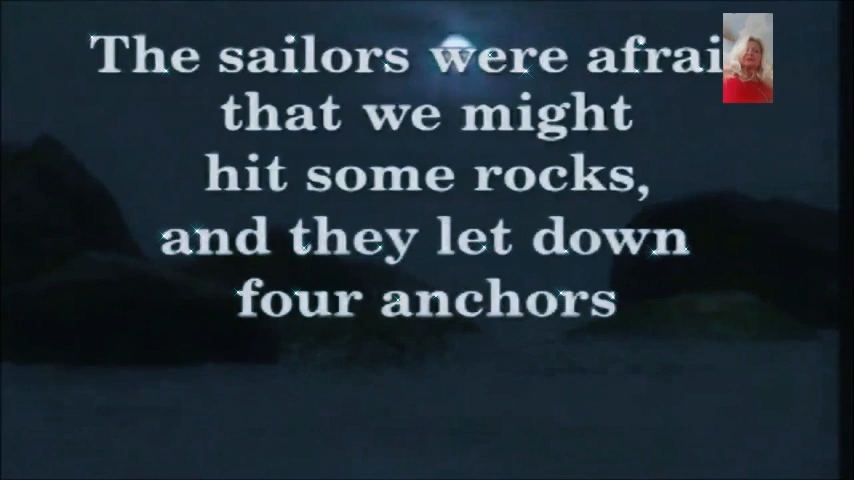 The sailors were afrai
that we might
hit some rocks,
and they let down
four anchors